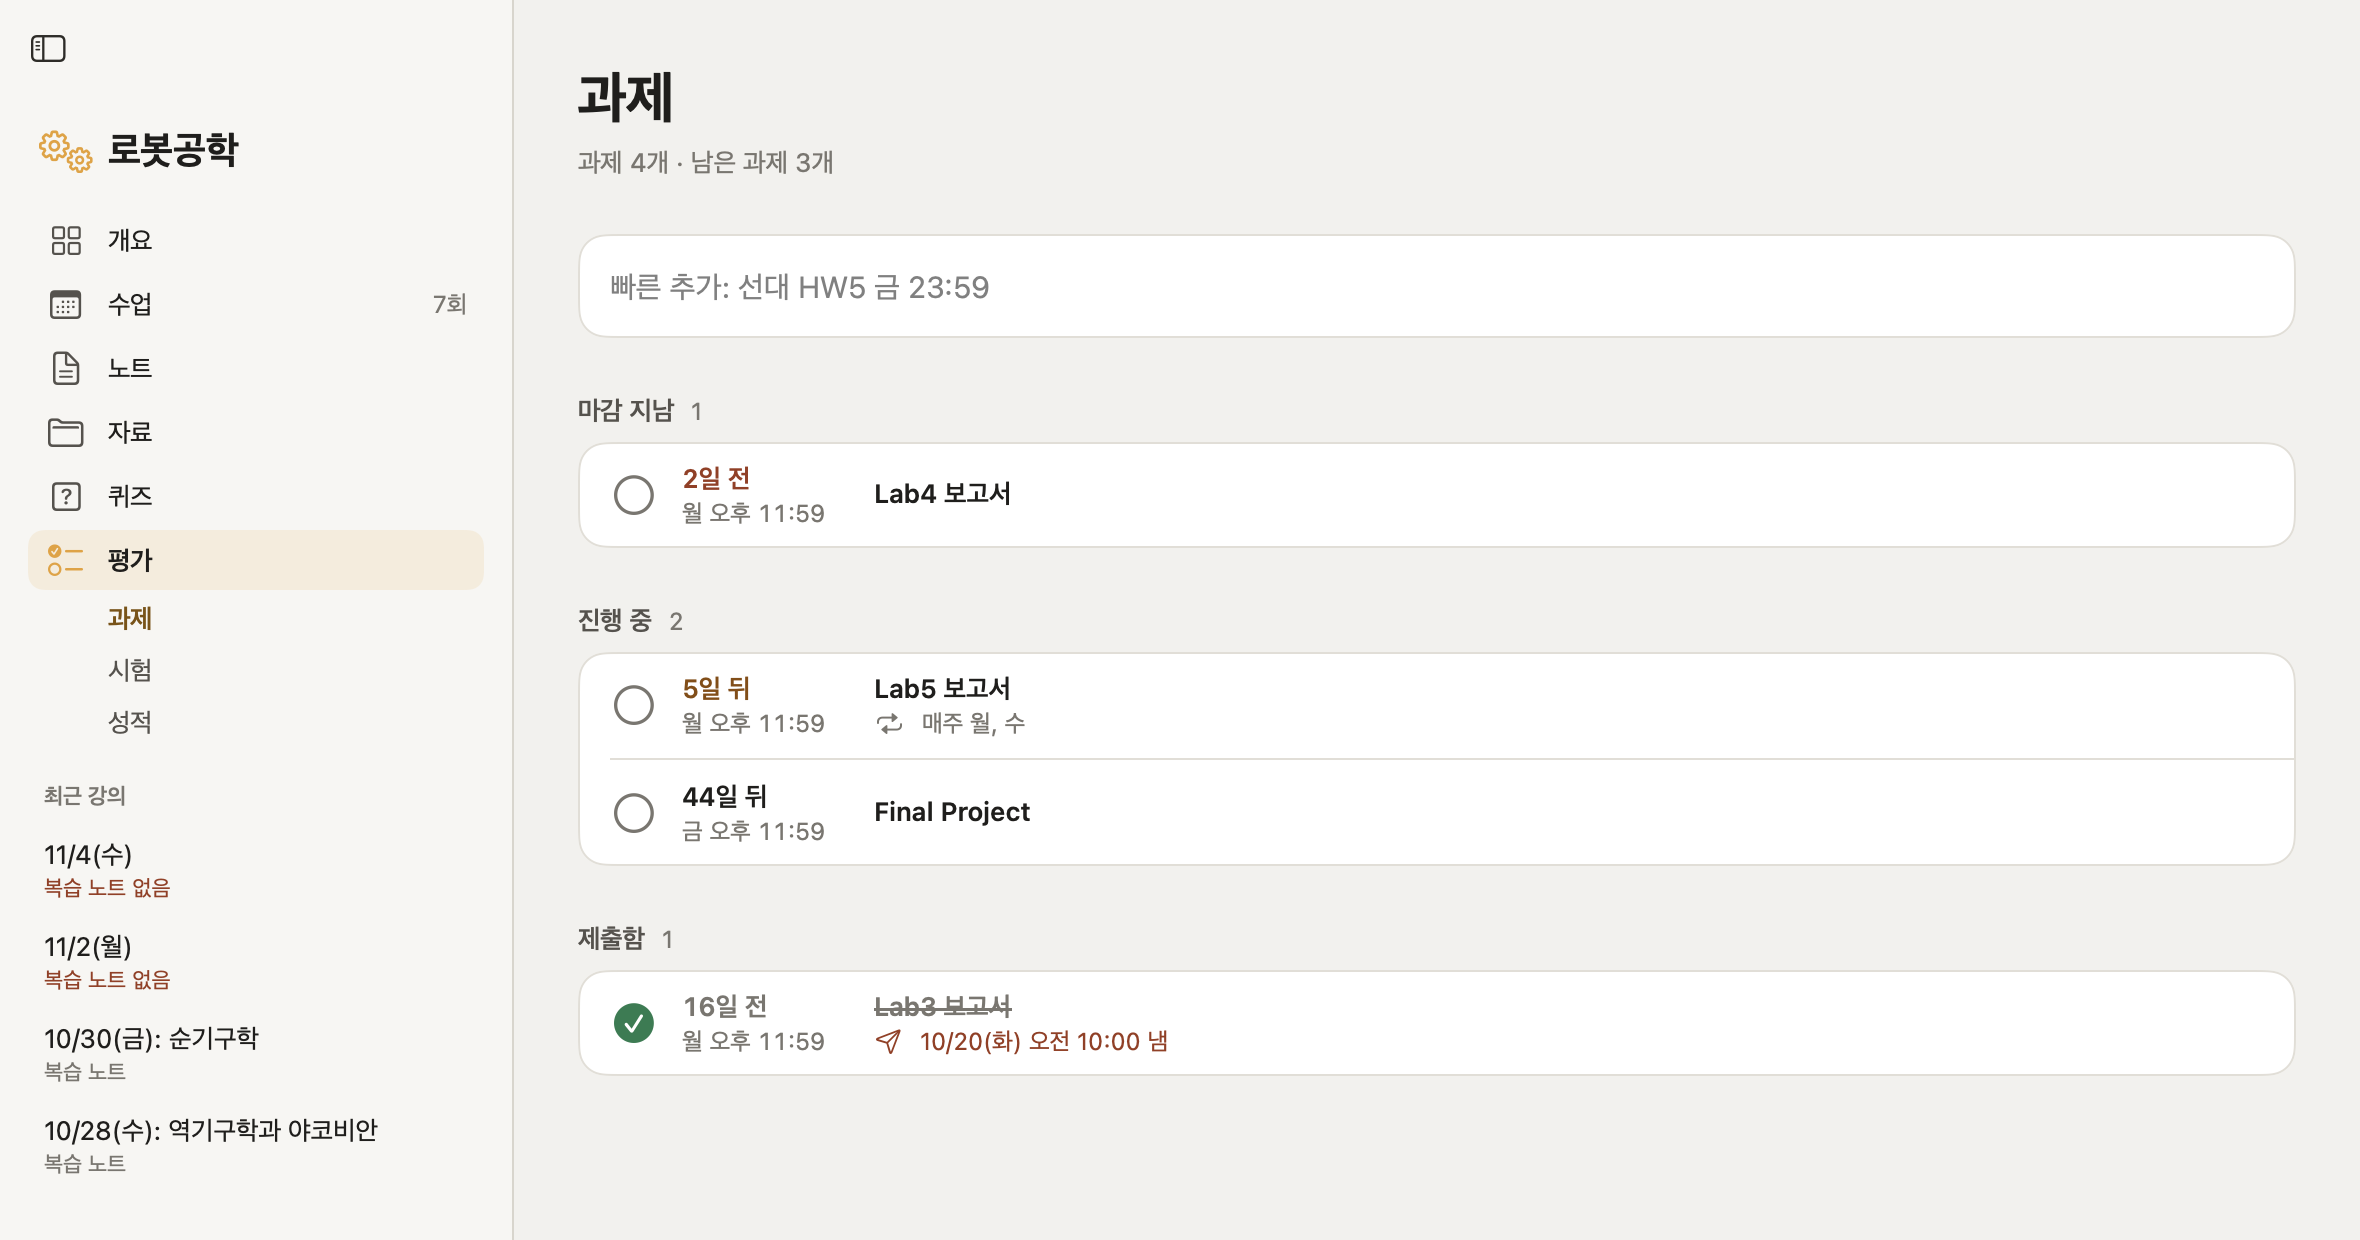 로봇공학
개요
수업 7회
노트
자료
퀴즈
평가
과제
시험
성적
최근 강의
11/4(수)
복습 노트 없음
11/2(월)
복습 노트 없음
10/30(금): 순기구학
복습 노트
10/28(수): 역기구학과 야코비안
복습 노트
과제
과제 4개 · 남은 과제 3개
빠른 추가: 선대 HW5 금 23:59
마감 지남 1
2일 전
월 오후 11:59
Lab4 보고서
진행 중 2
5일 뒤
월 오후 11:59
Lab5 보고서
매주 월, 수
44일 뒤
금 오후 11:59
Final Project
제출함 1
16일 전
월 오후 11:59
Lab3 보고서
10/20(화) 오전 10:00 냄